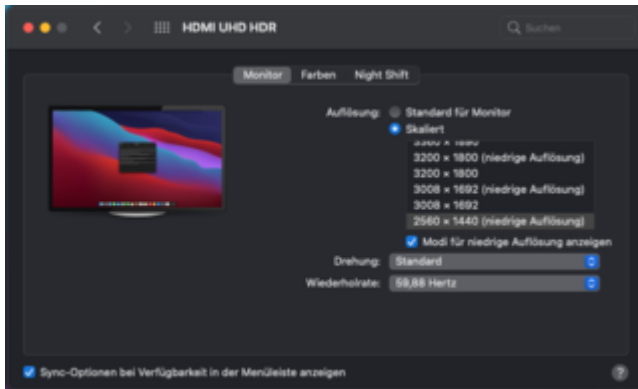 HDMI UHD HDR
Suchen
Monitor Farben Night Shift
Auflösung: Standard für Monitor
Skaliert
3360 × 1890
3200 × 1800 (niedrige Auflösung)
3200 × 1800
3008 × 1692 (niedrige Auflösung)
3008 × 1692
2560 × 1440 (niedrige Auflösung)
Modi für niedrige Auflösung anzeigen
Drehung: Standard
Wiederholrate: 59,88 Hertz
Sync-Optionen bei Verfügbarkeit in der Menüleiste anzeigen
?